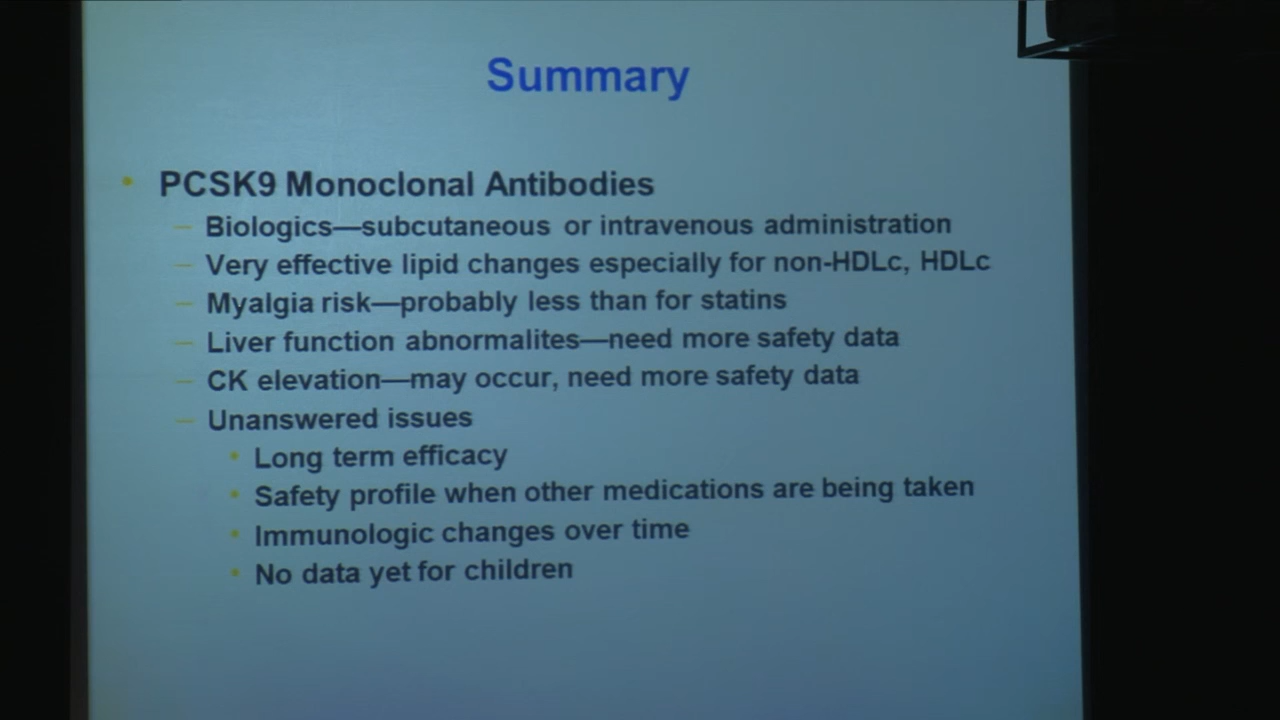 Summary
• PCSK9 Monoclonal Antibodies
– Biologics—subcutaneous or intravenous administration
– Very effective lipid changes especially for non-HDLc, HDLc
– Myalgia risk—probably less than for statins
– Liver function abnormalites—need more safety data
– CK elevation—may occur, need more safety data
– Unanswered issues
• Long term efficacy
• Safety profile when other medications are being taken
• Immunologic changes over time
• No data yet for children